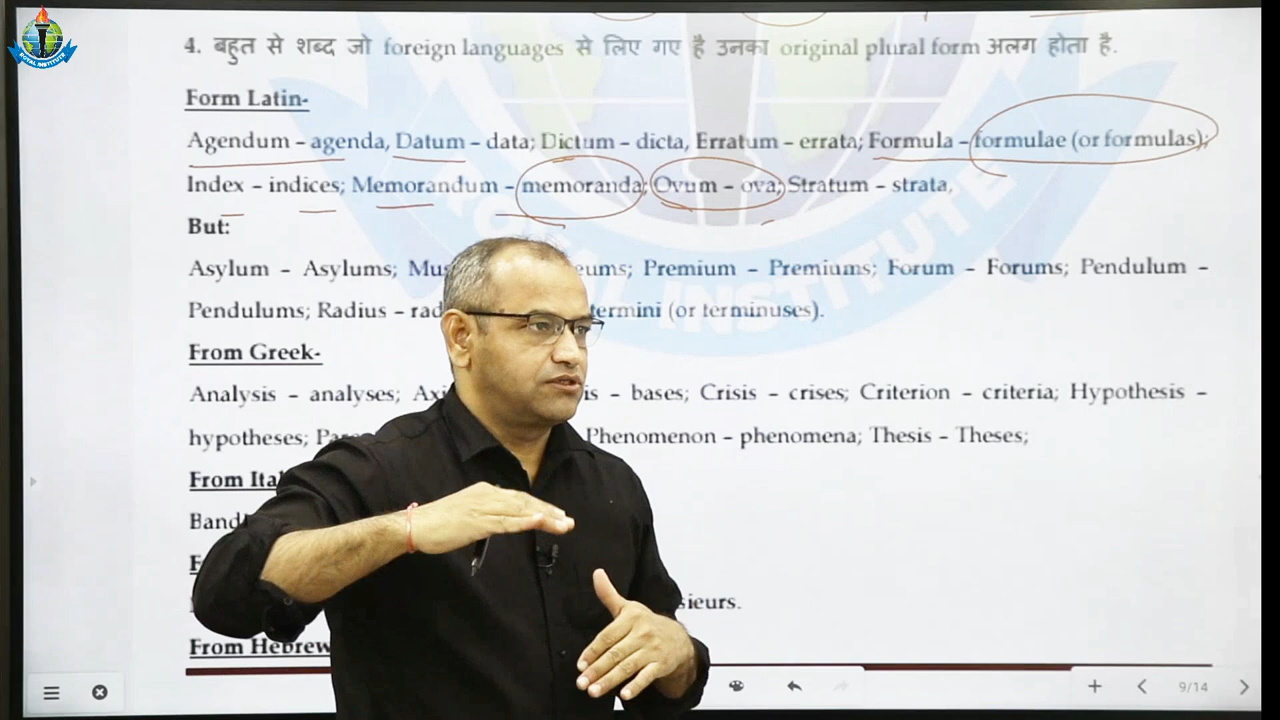 ROYAL INSTITUTE
4. बहुत से शब्द जो foreign languages से लिए गए है उनका original plural form अलग होता है.
Form Latin-
Agendum – agenda, Datum – data; Dictum – dicta, Erratum – errata; Formula – formulae (or formulas);
Index – indices; Memorandum – memoranda; Ovum – ova; Stratum – strata,
But:
Asylum – Asylums; Premium – Premiums; Forum – Forums; Pendulum –
Pendulums; Radius – termini (or terminuses).
From Greek-
Analysis – analyses; – bases; Crisis – crises; Criterion – criteria; Hypothesis –
hypotheses; Phenomenon – phenomena; Thesis – Theses;
From
From Hebrew
9/14